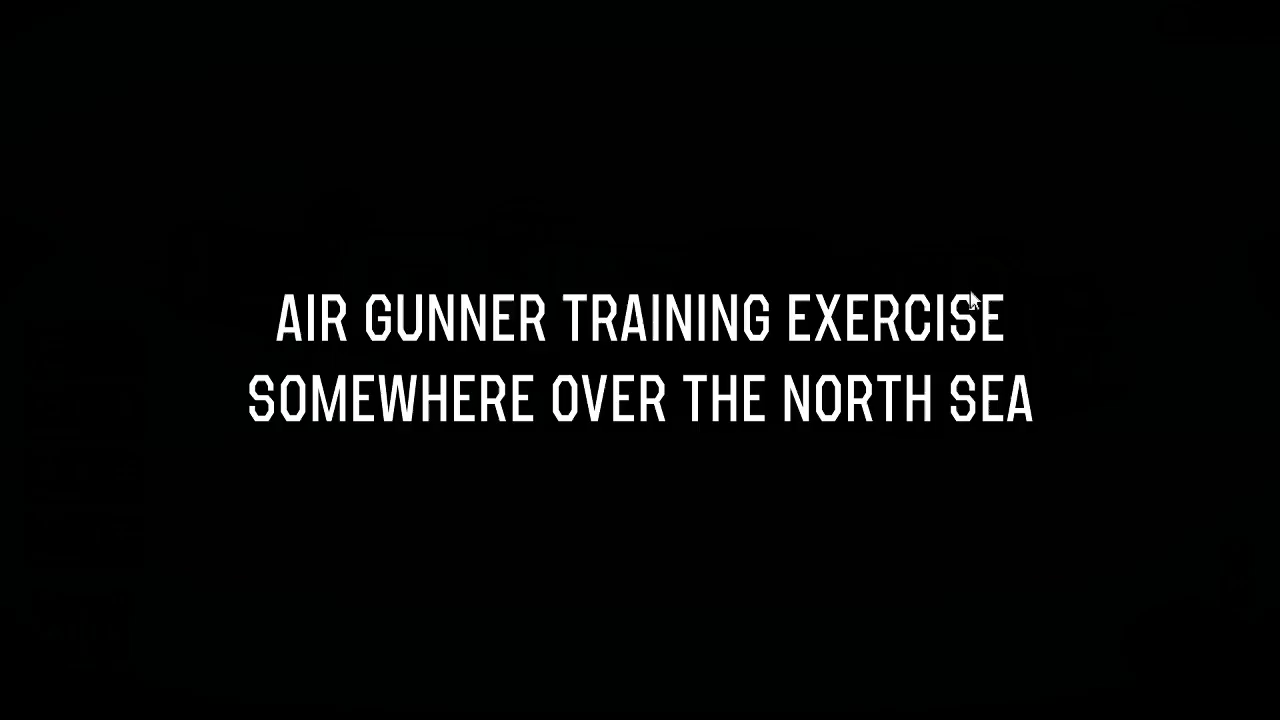 AIR GUNNER TRAINING EXERCISE
SOMEWHERE OVER THE NORTH SEA